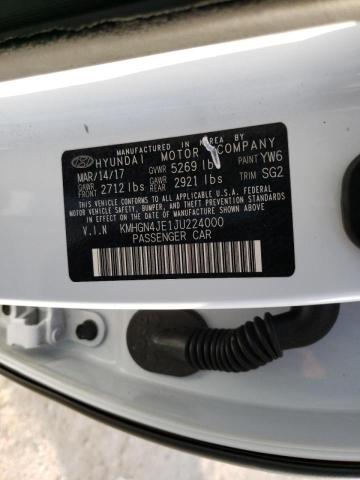 MANUFACTURED IN KOREA BY
HYUNDAI MOTOR COMPANY
MAR/14/17 GVWR 5269 lbs PAINT YW6
GAWR FRONT 2712 lbs GAWR REAR 2921 lbs TRIM SG2
THIS VEHICLE CONFORMS TO ALL APPLICABLE U.S.A. FEDERAL
MOTOR VEHICLE SAFETY, BUMPER, AND THEFT PREVENTION STANDARDS
IN EFFECT ON THE DATE OF MANUFACTURE SHOWN ABOVE.
V.I.N KMHGN4JE1JU224000
PASSENGER CAR